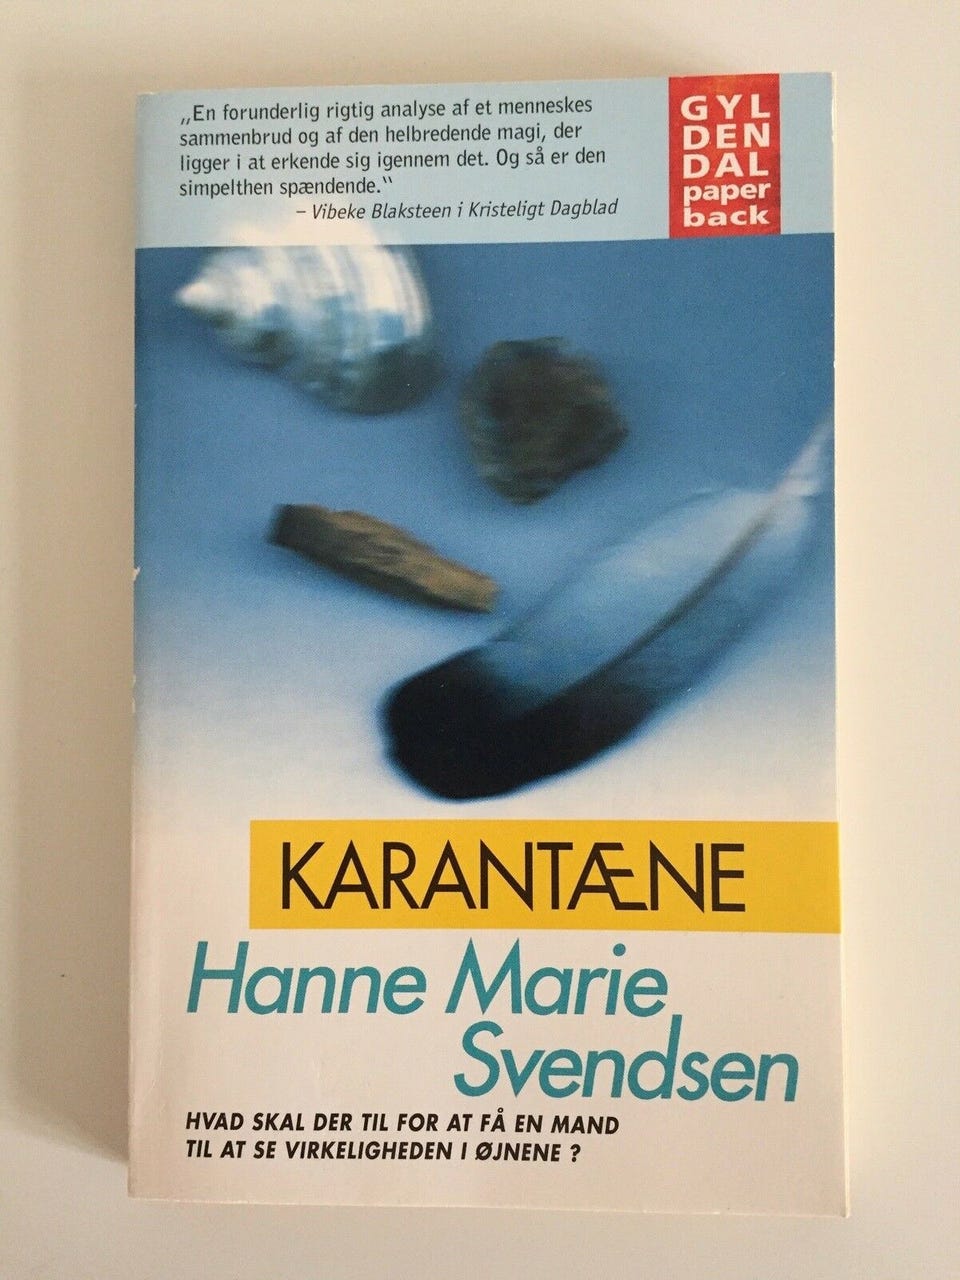 „En forunderlig rigtig analyse af et menneskes
sammenbrud og af den helbredende magi, der
ligger i at erkende sig igennem det. Og så er den
simpelthen spændende.“
– Vibeke Blaksteen i Kristeligt Dagblad
GYL
DEN
DAL
paper
back
KARANTÆNE
Hanne Marie
Svendsen
HVAD SKAL DER TIL FOR AT FÅ EN MAND
TIL AT SE VIRKELIGHEDEN I ØJNENE ?